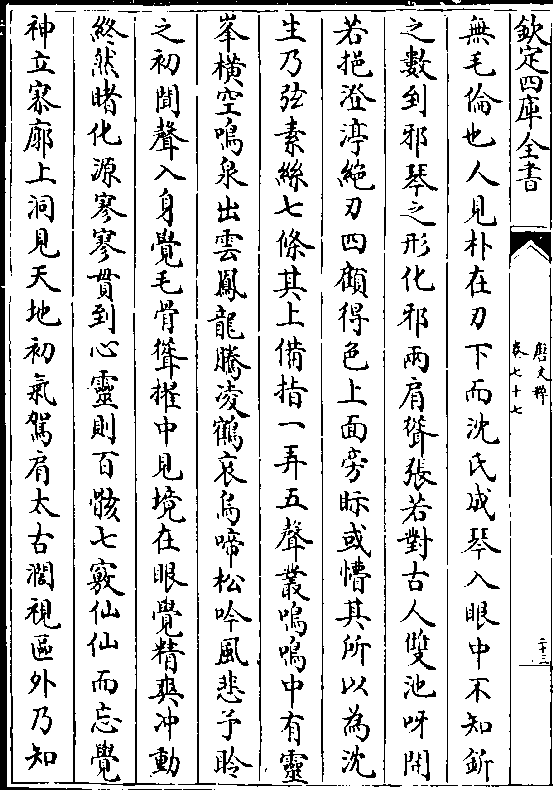 欽定四庫全書
唐文粹
卷七十七
二十三
無毛倫也人見朴在刃下而沈氏成琴入眼中不知斲
之數到邪琴之形化邪兩肩聳張若對古人雙池呀開
若挹澄渟絶刃四顧得色上面旁眎或慒其所以為沈
生乃弦素絲七條其上備指一弄五聲叢鳴鳴中有靈
峯橫空鳴泉出雲鳳龍騰凌鶴哀烏啼松吟風悲予聆
之初聞聲入身覺毛骨聳擢中見境在眼覺精爽冲動
終然睹化源寥寥貫到心靈則百骸七竅仙仙而忘覺
神立寥廓上洞見天地初氣駕肩太古濶視區外乃知